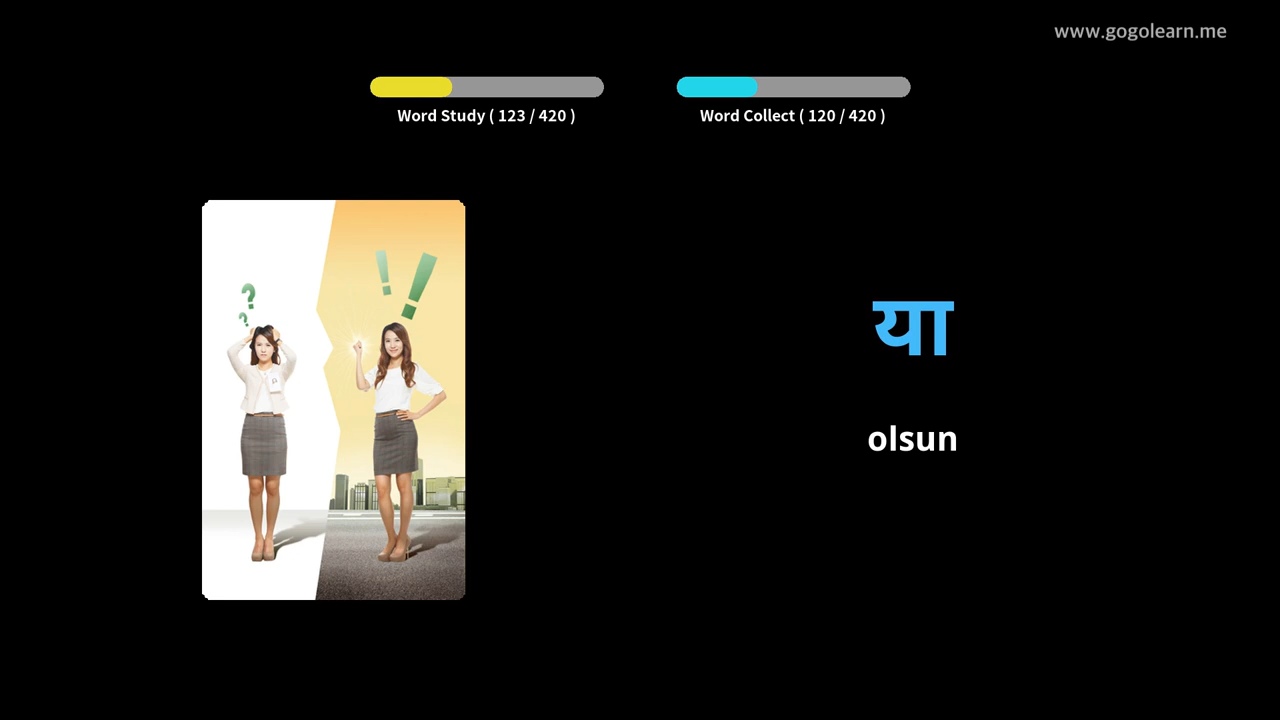 www.gogolearn.me
Word Study ( 123 / 420 )
Word Collect ( 120 / 420 )
? ?
! !
या
olsun